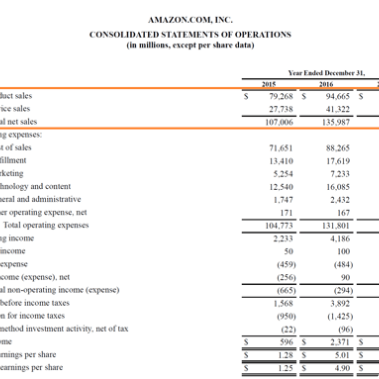 AMAZON.COM, INC.
CONSOLIDATED STATEMENTS OF OPERATIONS
(in millions, except per share data)
Year Ended December 31,
2015 2016
duct sales $ 79,268 $ 94,665 $
ice sales 27,738 41,322
al net sales 107,006 135,987
ng expenses:
t of sales 71,651 88,265
fillment 13,410 17,619
rketing 5,254 7,233
hnology and content 12,540 16,085
neral and administrative 1,747 2,432
er operating expense, net 171 167
Total operating expenses 104,773 131,801
ng income 2,233 4,186
income 50 100
expense (459) (484)
come (expense), net (256) 90
al non-operating income (expense) (665) (294)
before income taxes 1,568 3,892
n for income taxes (950) (1,425)
method investment activity, net of tax (22) (96)
me $ 596 $ 2,371 $
rnings per share $ 1.28 $ 5.01 $
earnings per share $ 1.25 $ 4.90 $